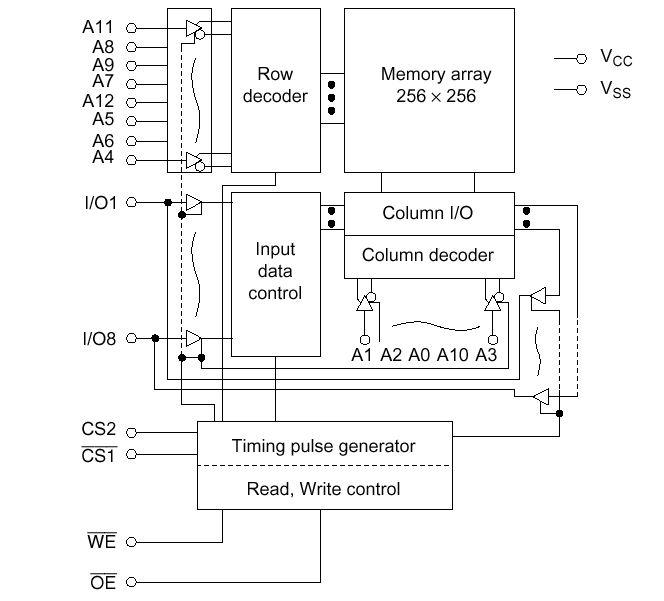 A11
A8
A9
A7
A12
A5
A6
A4
Row
decoder
Memory array
256 × 256
VCC
VSS
I/O1
I/O8
Input
data
control
Column I/O
Column decoder
A1 A2 A0 A10 A3
CS2
CS1
Timing pulse generator
Read, Write control
WE
OE